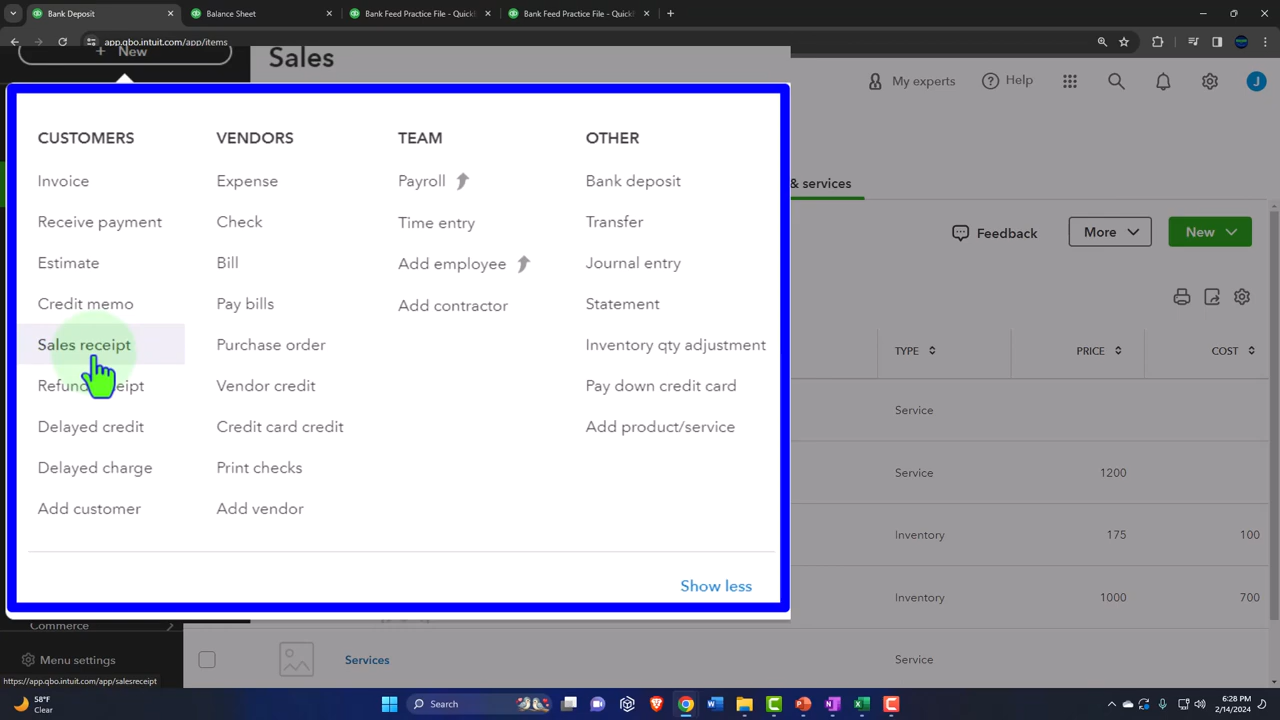 Bank Deposit
Balance Sheet
Bank Feed Practice File - Quick
Bank Feed Practice File - Quick
app.qbo.intuit.com/app/items
+ New
Sales
My experts
Help
J
CUSTOMERS
Invoice
Receive payment
Estimate
Credit memo
Sales receipt
Delayed credit
Delayed charge
Add customer
VENDORS
Expense
Check
Bill
Pay bills
Purchase order
Vendor credit
Credit card credit
Print checks
Add vendor
TEAM
Payroll
Time entry
Add employee
Add contractor
OTHER
Bank deposit
Transfer
Journal entry
Statement
Inventory qty adjustment
Pay down credit card
Add product/service
Show less
& services
Feedback
More
New
TYPE PRICE COST
Service
Service 1200
Inventory 175 100
Inventory 1000 700
Commerce
Menu settings
Services
Service
https://app.qbo.intuit.com/app/salesreceipt
58°F
Clear
Search
6:28 PM
2/14/2024